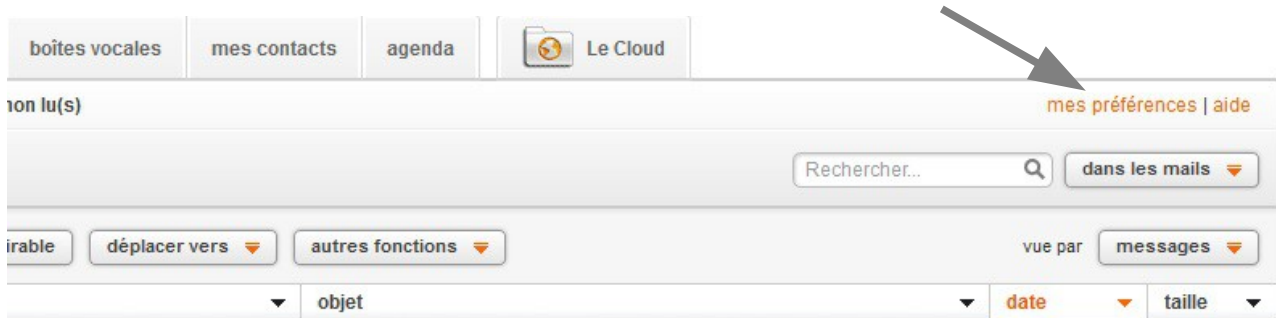 boîtes vocales mes contacts agenda Le Cloud
non lu(s) mes préférences | aide
Rechercher... dans les mails
irable déplacer vers autres fonctions vue par messages
objet date taille